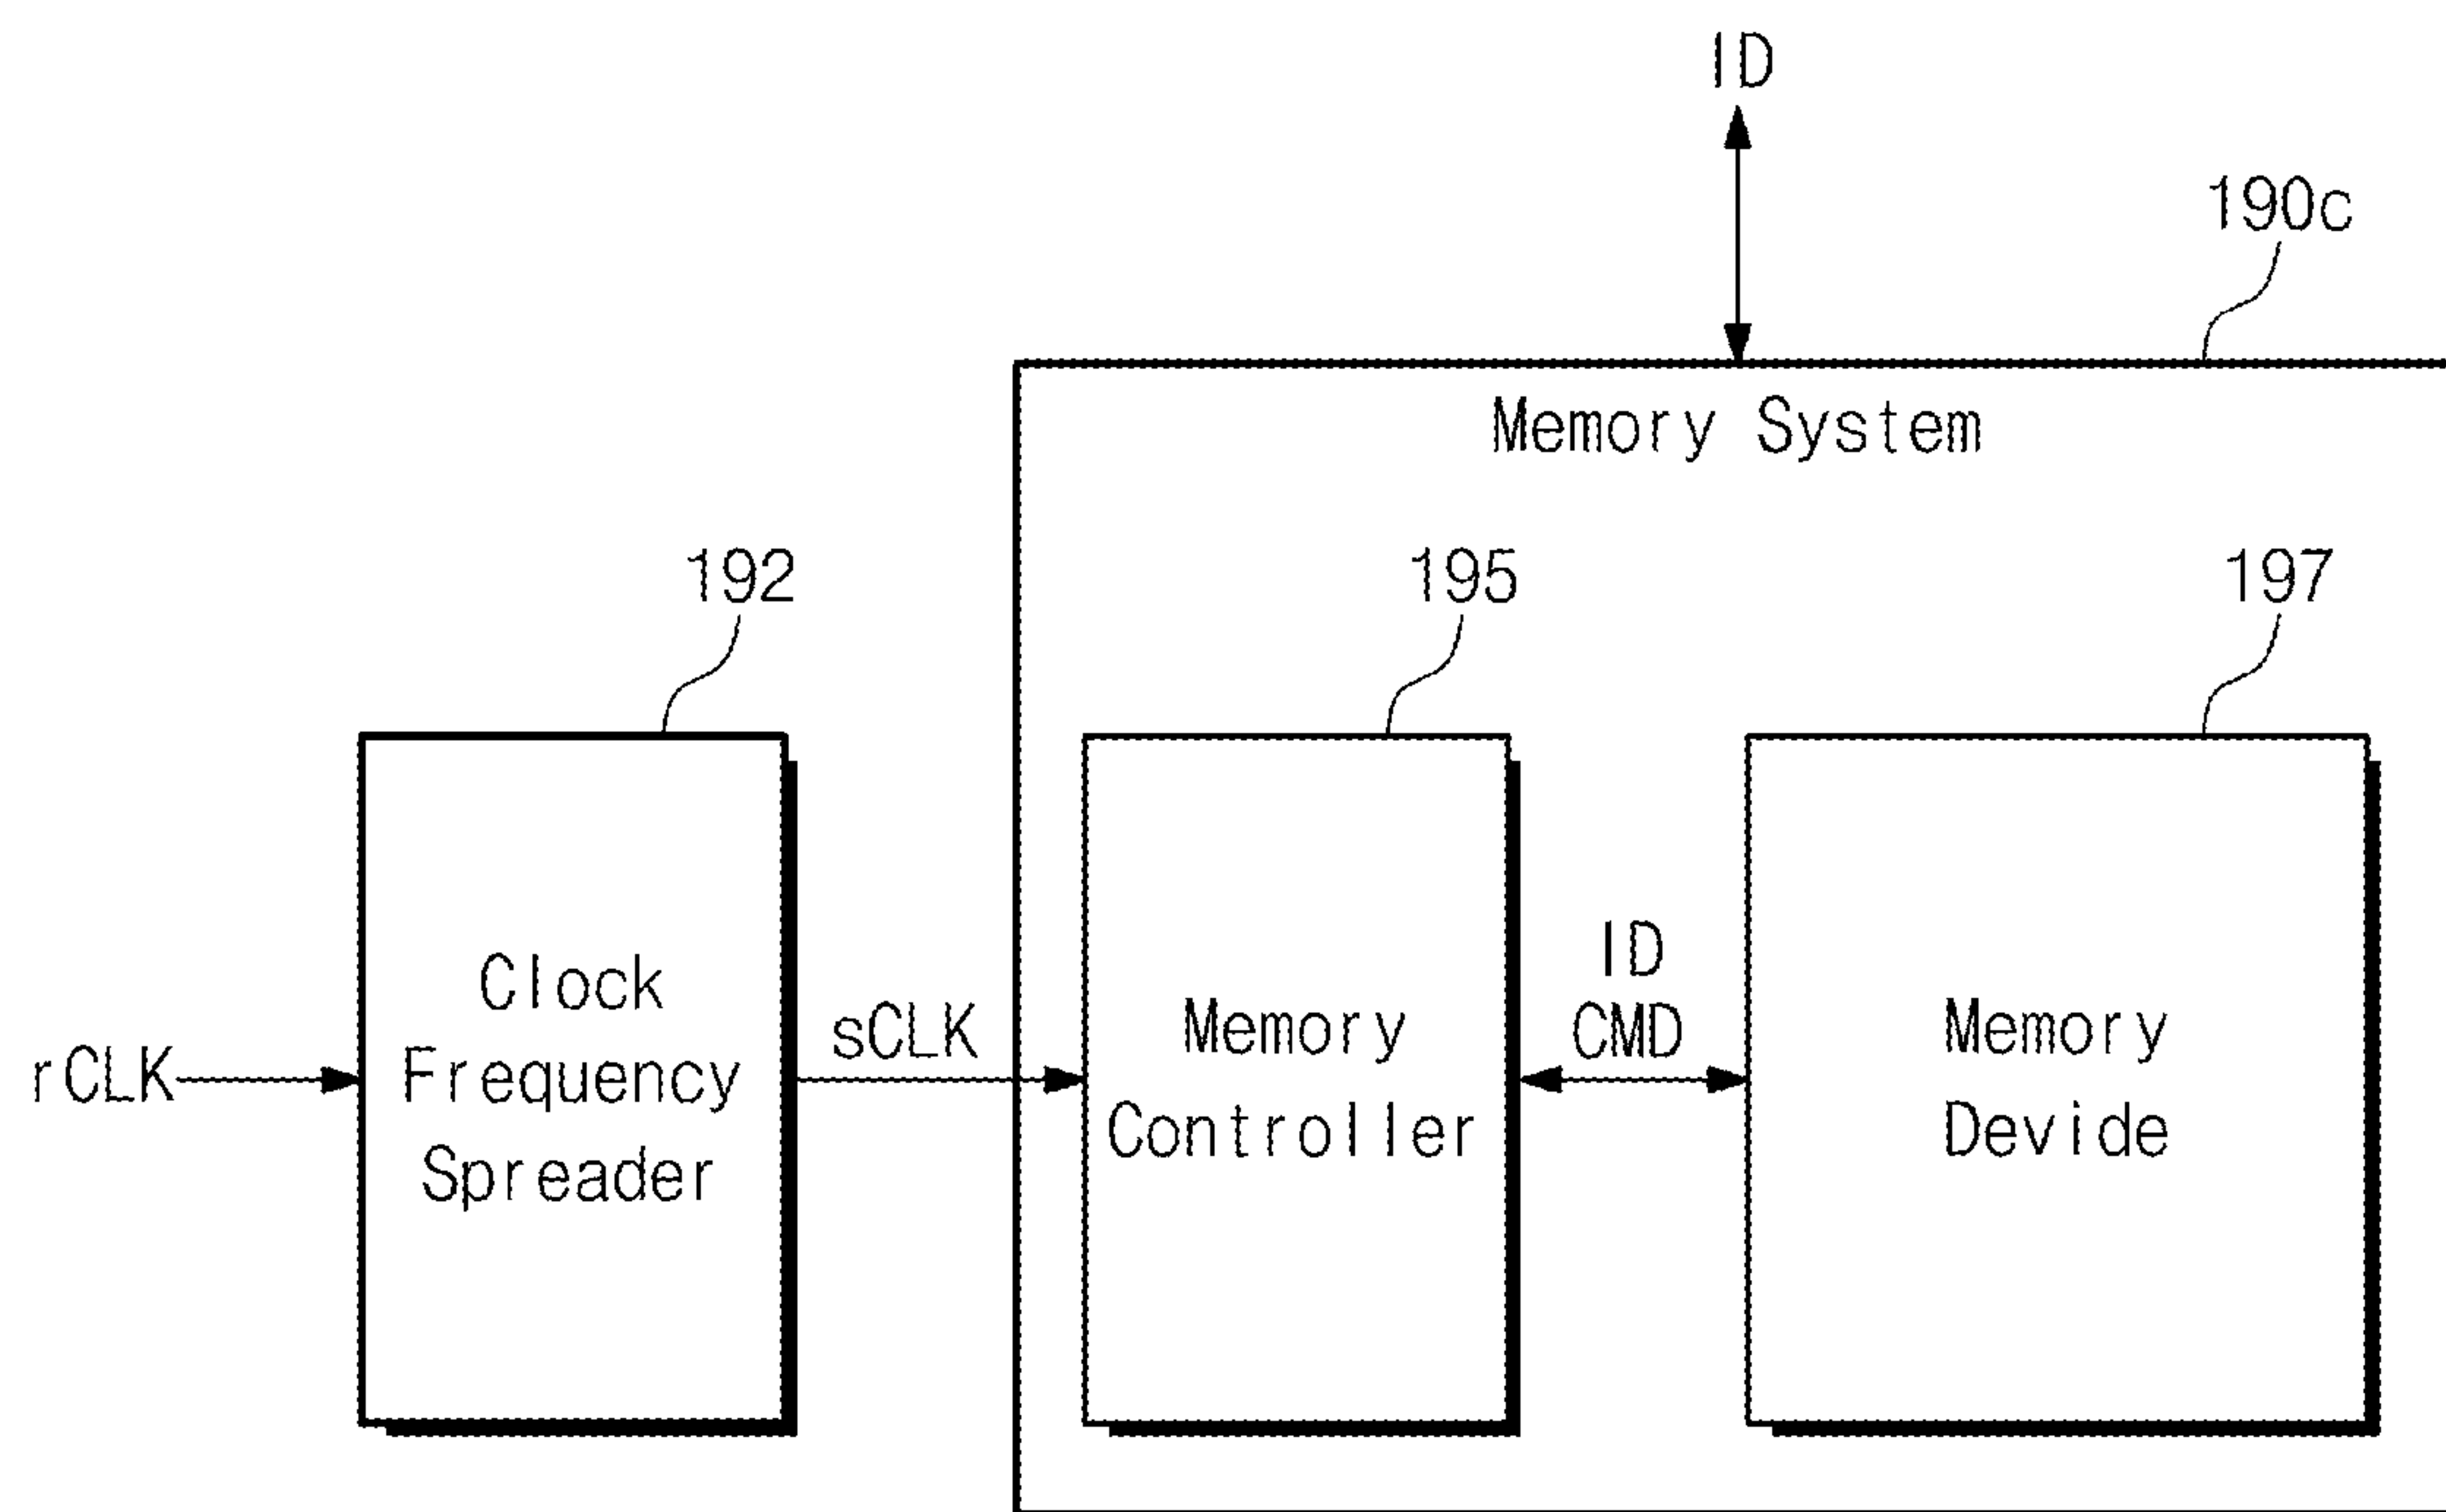 ID
190c
Memory System
192
195
197
Clock
Frequency
Spreader
rCLK
sCLK
Memory
Controller
ID
CMD
Memory
Devide